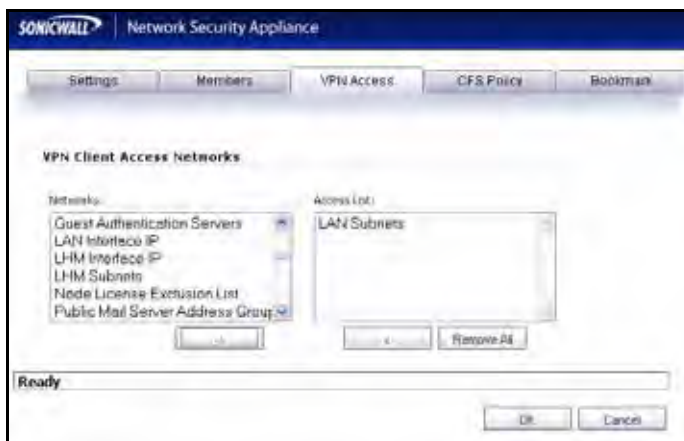 SONICWALL Network Security Appliance
Settings Members VPN Access CFS Policy Bookmark
VPN Client Access Networks
Networks:
Access List:
Guest Authentication Servers
LAN Interface IP
LHM Interface IP
LHM Subnets
Node License Exclusion List
Public Mail Server Address Group
LAN Subnets
Remove All
Ready
OK Cancel